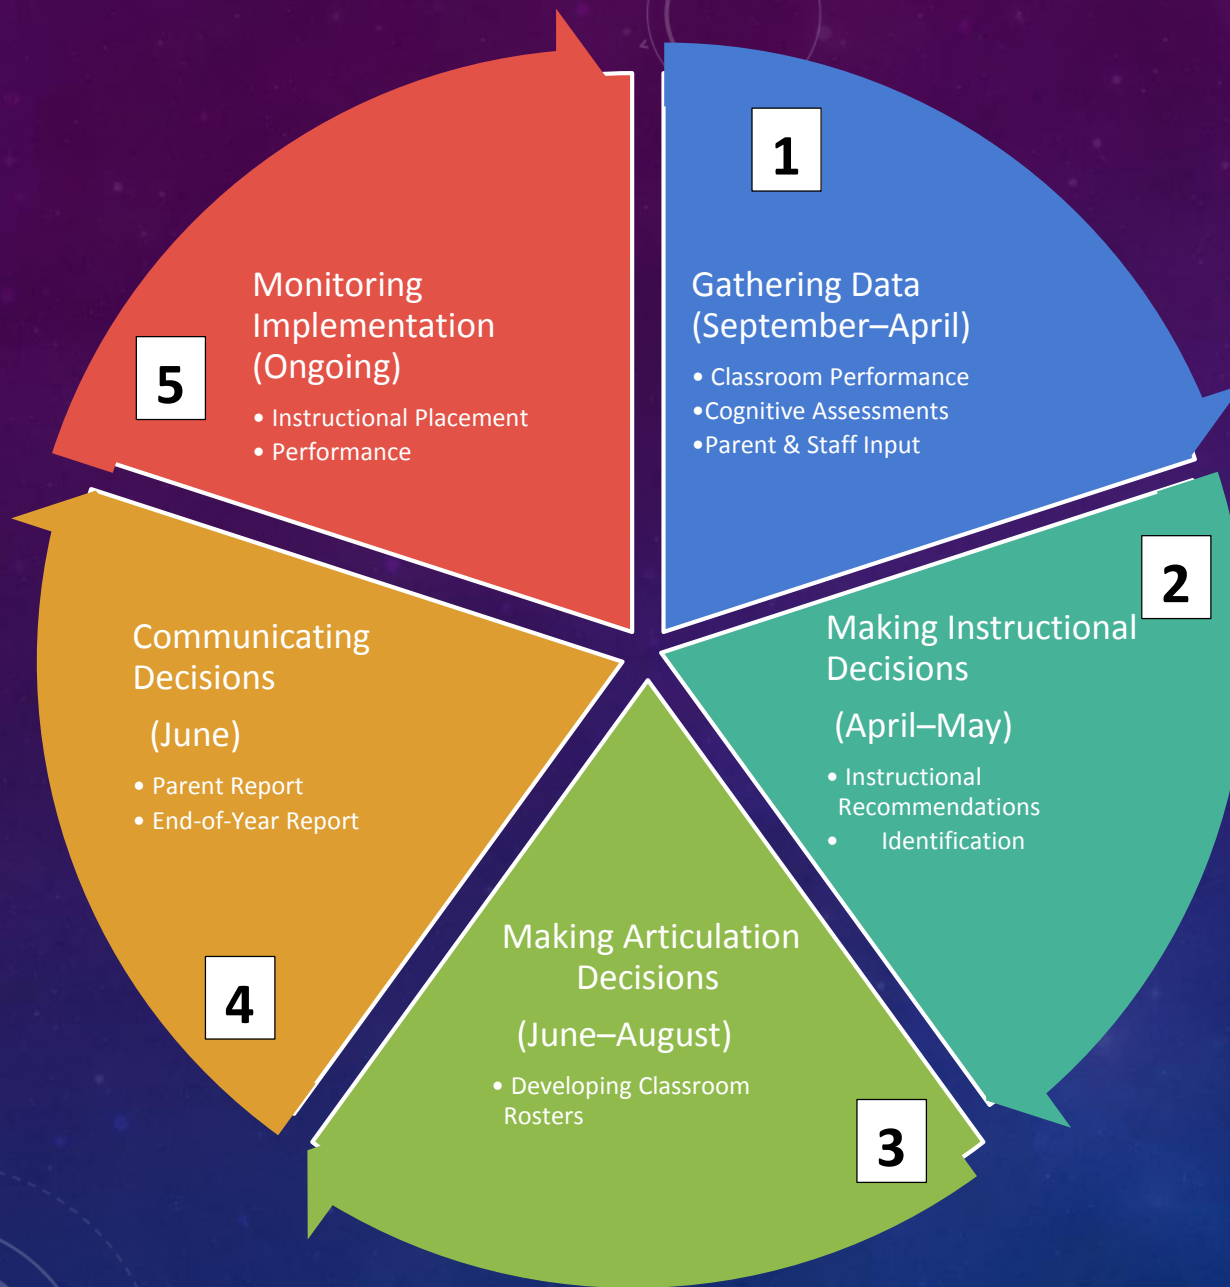 1
Gathering Data
(September–April)
• Classroom Performance
•Cognitive Assessments
•Parent & Staff Input
2
Making Instructional
Decisions
(April–May)
• Instructional
Recommendations
• Identification
3
Making Articulation
Decisions
(June–August)
• Developing Classroom
Rosters
4
Communicating
Decisions
(June)
• Parent Report
• End-of-Year Report
5
Monitoring
Implementation
(Ongoing)
• Instructional Placement
• Performance